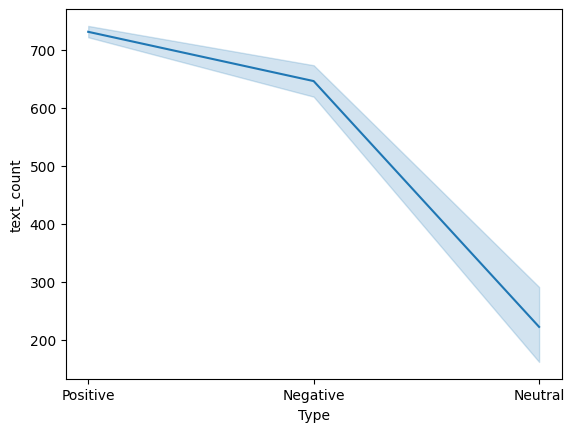 700
600
500
400
300
200
text_count
Positive
Negative
Neutral
Type